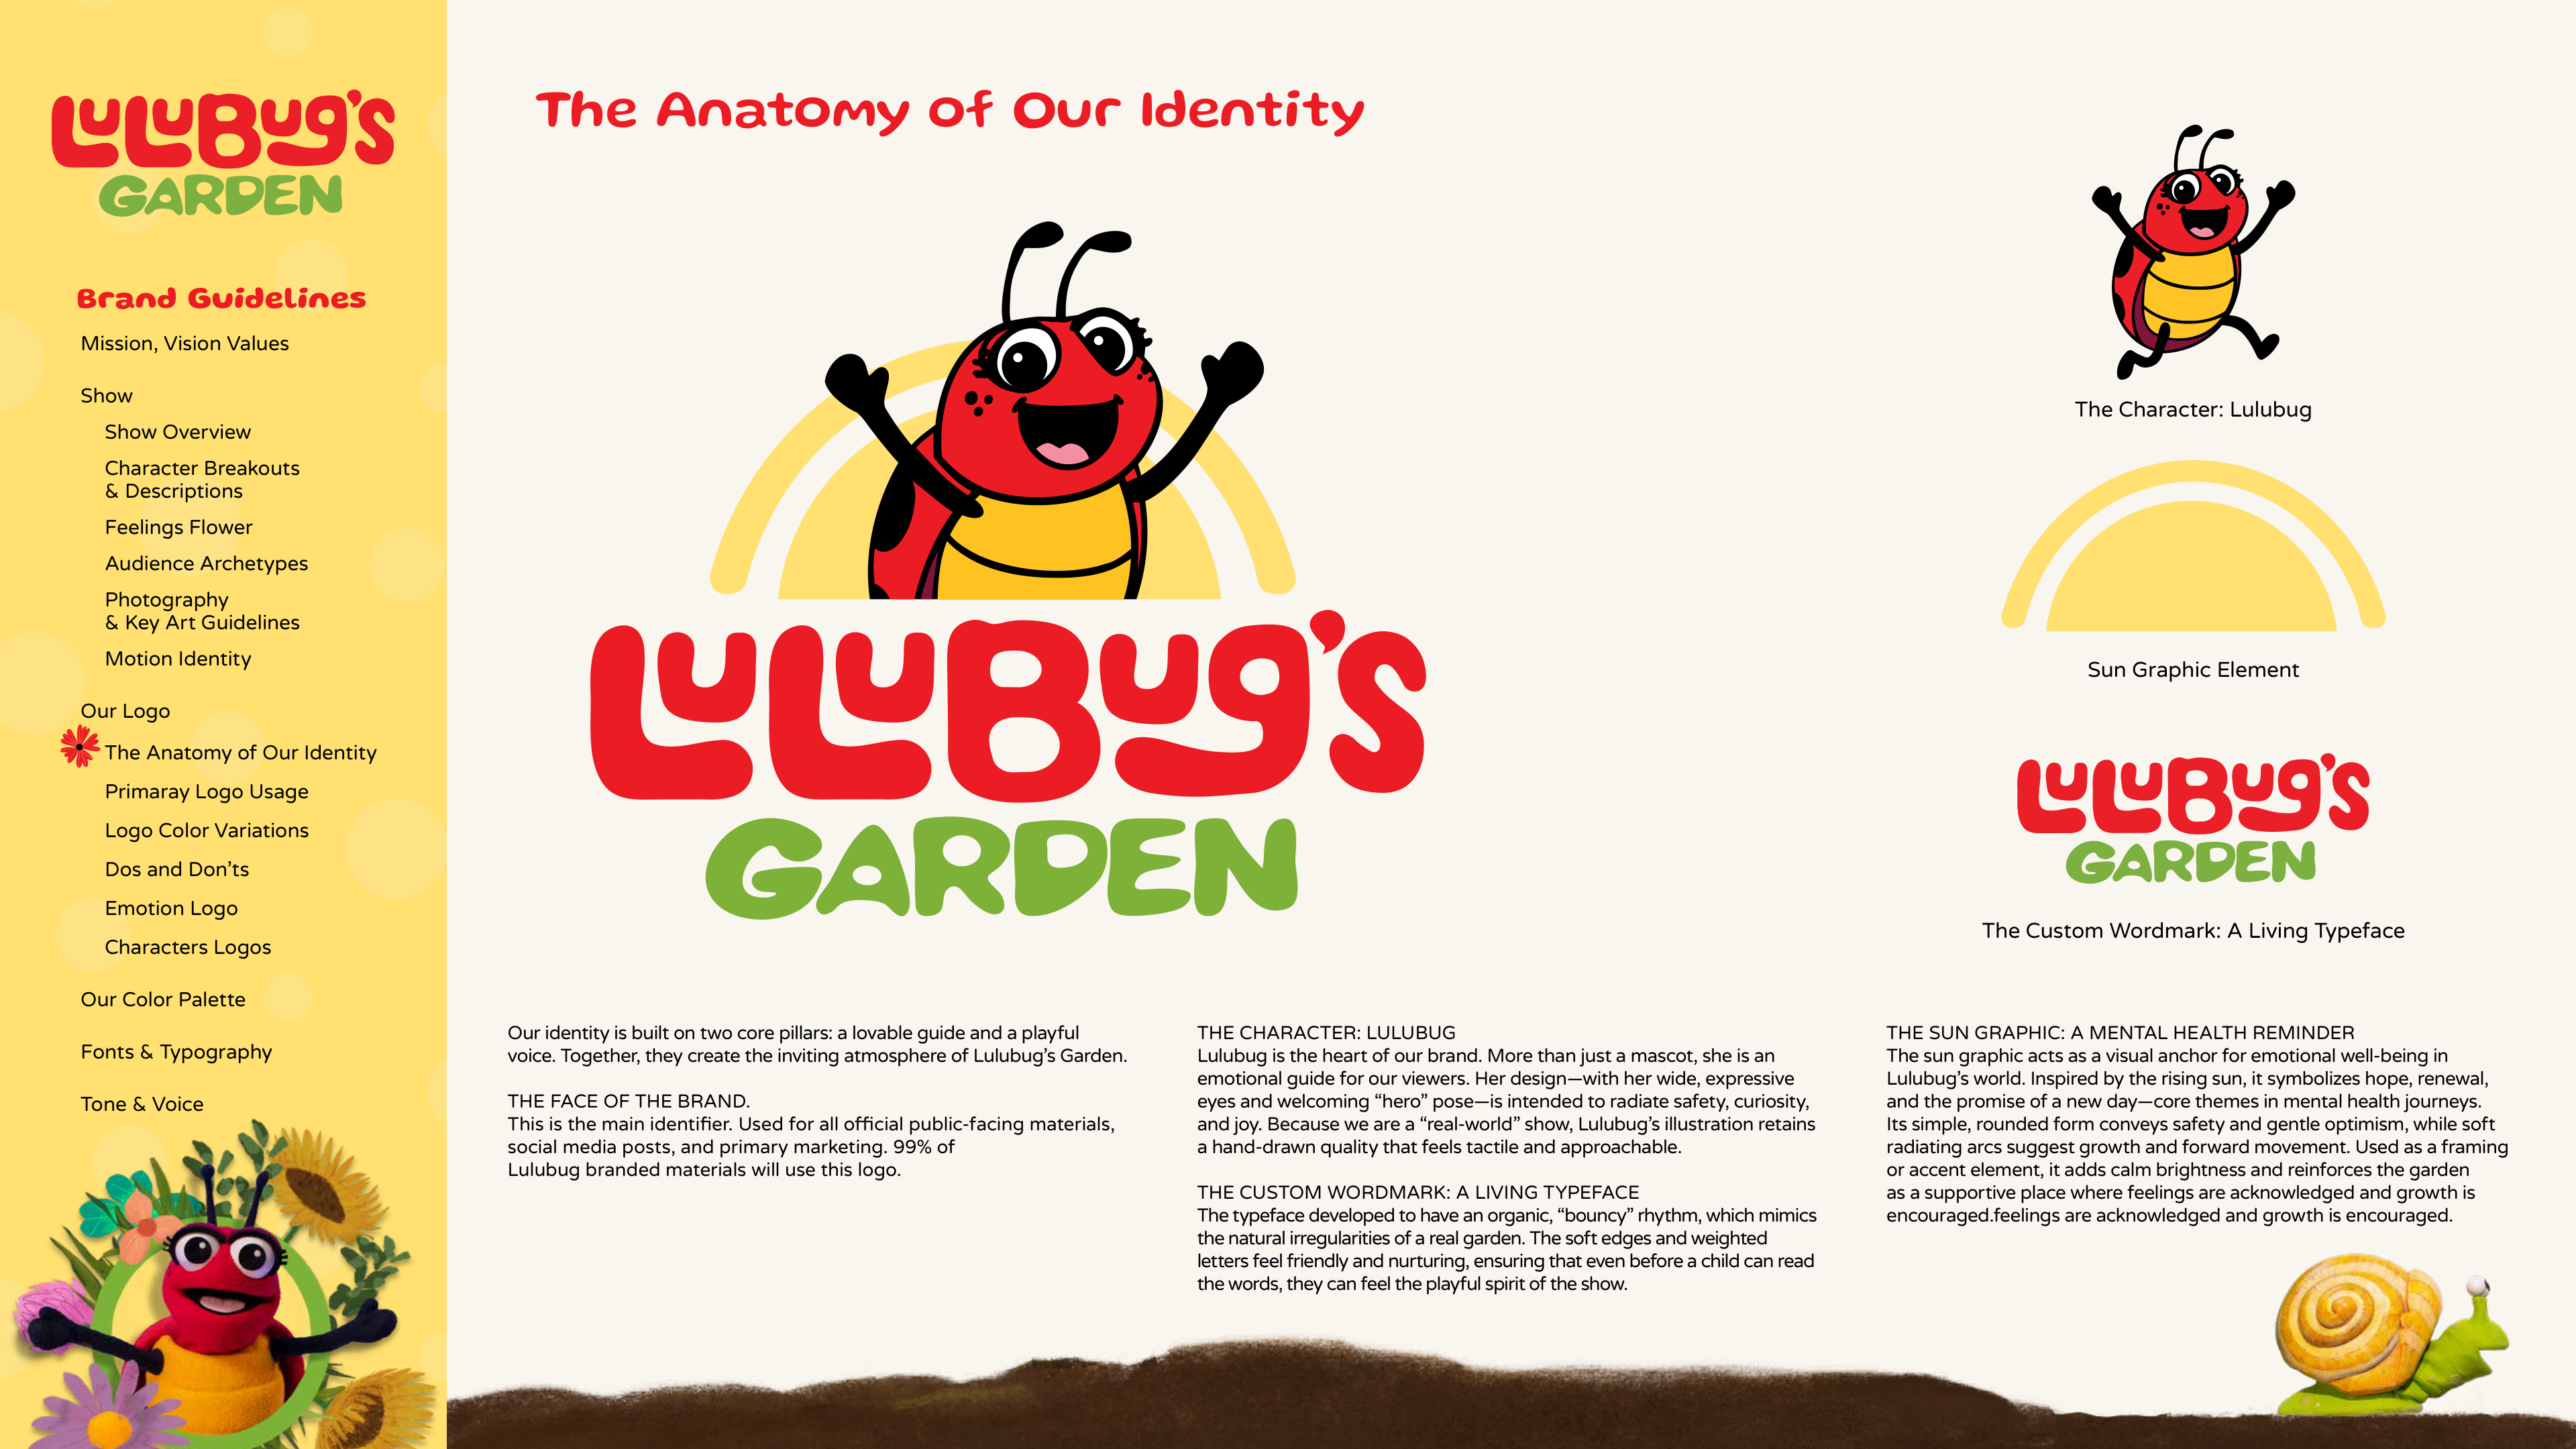 LuLuBug's
GARDEN
Brand Guidelines
Mission, Vision Values
Show
Show Overview
Character Breakouts
& Descriptions
Feelings Flower
Audience Archetypes
Photography
& Key Art Guidelines
Motion Identity
Our Logo
The Anatomy of Our Identity
Primaray Logo Usage
Logo Color Variations
Dos and Don'ts
Emotion Logo
Characters Logos
Our Color Palette
Fonts & Typography
Tone & Voice
The Anatomy of Our Identity
LuLuBug's
GARDEN
The Character: Lulubug
Sun Graphic Element
LuLuBug's
GARDEN
The Custom Wordmark: A Living Typeface
Our identity is built on two core pillars: a lovable guide and a playful
voice. Together, they create the inviting atmosphere of Lulubug's Garden.
THE FACE OF THE BRAND.
This is the main identifier. Used for all official public-facing materials,
social media posts, and primary marketing. 99% of
Lulubug branded materials will use this logo.
THE CHARACTER: LULUBUG
Lulubug is the heart of our brand. More than just a mascot, she is an
emotional guide for our viewers. Her design—with her wide, expressive
eyes and welcoming “hero” pose—is intended to radiate safety, curiosity,
and joy. Because we are a “real-world” show, Lulubug's illustration retains
a hand-drawn quality that feels tactile and approachable.
THE CUSTOM WORDMARK: A LIVING TYPEFACE
The typeface developed to have an organic, “bouncy” rhythm, which mimics
the natural irregularities of a real garden. The soft edges and weighted
letters feel friendly and nurturing, ensuring that even before a child can read
the words, they can feel the playful spirit of the show.
THE SUN GRAPHIC: A MENTAL HEALTH REMINDER
The sun graphic acts as a visual anchor for emotional well-being in
Lulubug's world. Inspired by the rising sun, it symbolizes hope, renewal,
and the promise of a new day—core themes in mental health journeys.
Its simple, rounded form conveys safety and gentle optimism, while soft
radiating arcs suggest growth and forward movement. Used as a framing
or accent element, it adds calm brightness and reinforces the garden
as a supportive place where feelings are acknowledged and growth is
encouraged.feelings are acknowledged and growth is encouraged.